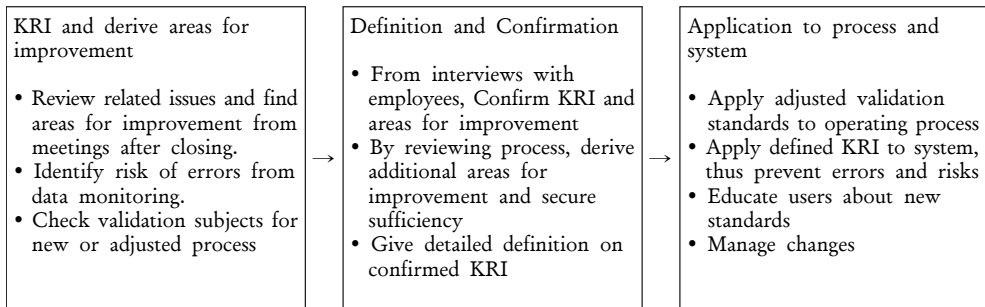 KRI and derive areas for
improvement
• Review related issues and find
areas for improvement from
meetings after closing.
• Identify risk of errors from
data monitoring.
• Check validation subjects for
new or adjusted process
→
Definition and Confirmation
• From interviews with
employees, Confirm KRI and
areas for improvement
• By reviewing process, derive
additional areas for
improvement and secure
sufficiency
• Give detailed definition on
confirmed KRI
→
Application to process and
system
• Apply adjusted validation
standards to operating process
• Apply defined KRI to system,
thus prevent errors and risks
• Educate users about new
standards
• Manage changes